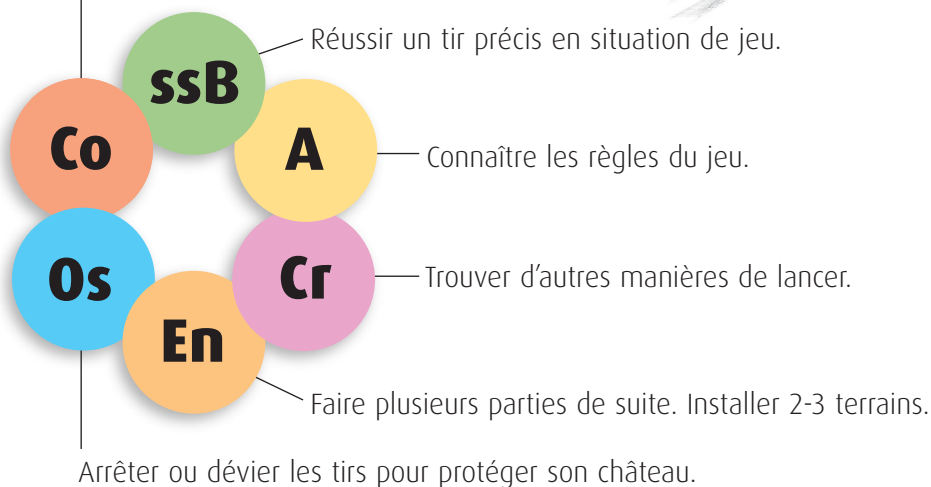 Réussir un tir précis en situation de jeu.
ssB
Co
A
Connaître les règles du jeu.
Os
Cr
Trouver d'autres manières de lancer.
En
Faire plusieurs parties de suite. Installer 2-3 terrains.
Arrêter ou dévier les tirs pour protéger son château.